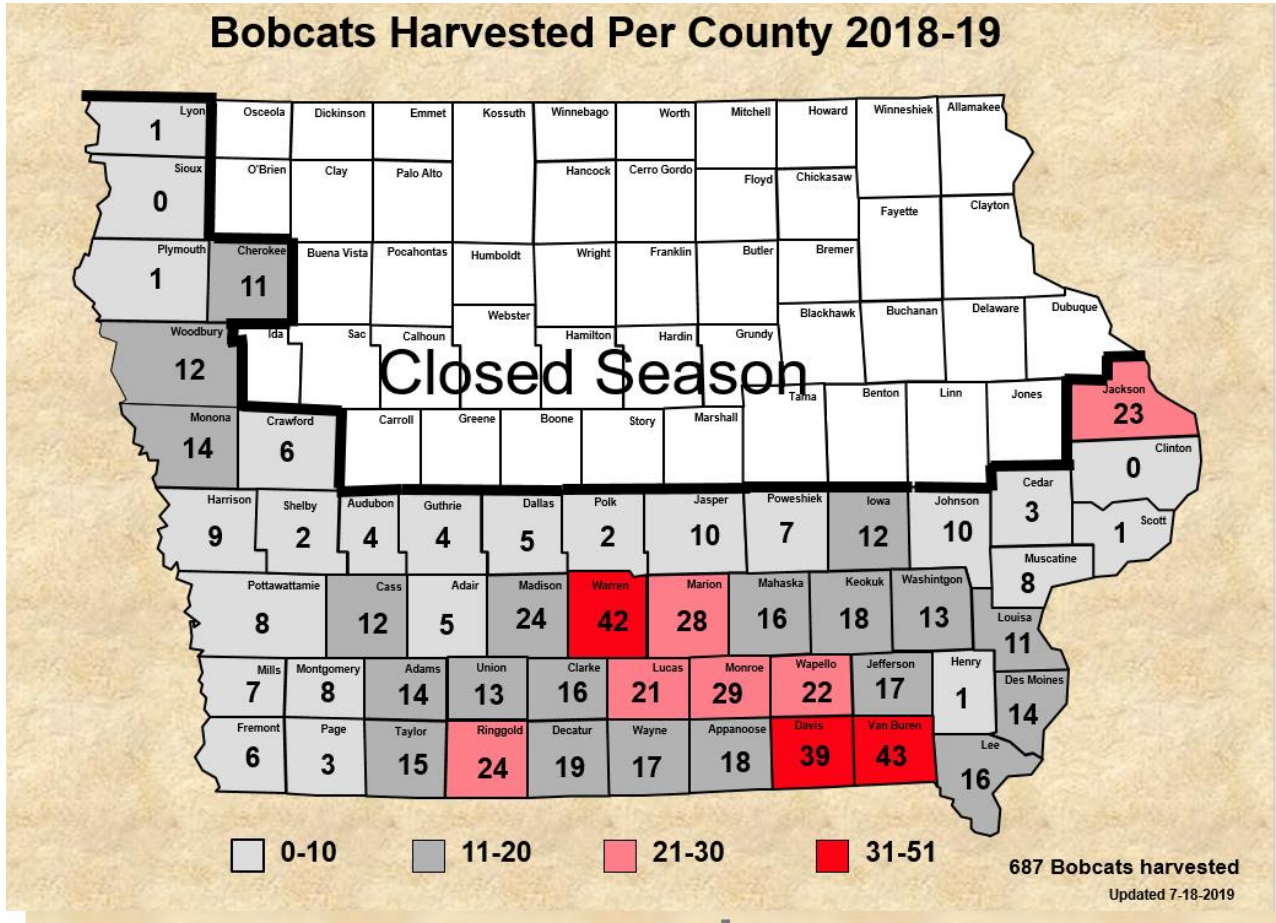 Bobcats Harvested Per County 2018-19
Lyon
1
Osceola
Dickinson
Emmet
Kossuth
Winnebago
Worth
Mitchell
Howard
Winneshiek
Allamakee
Sioux
0
O'Brien
Clay
Palo Alto
Hancock
Cerro Gordo
Floyd
Chickasaw
Fayette
Clayton
Plymouth
1
Cherokee
11
Buena Vista
Pocahontas
Humboldt
Wright
Franklin
Butler
Bremer
Woodbury
12
Ida
Sac
Calhoun
Webster
Hamilton
Hardin
Grundy
Blackhawk
Buchanan
Delaware
Dubuque
Closed Season
Monona
14
Crawford
6
Carroll
Greene
Boone
Story
Marshall
Tama
Benton
Linn
Jones
Jackson
23
Clinton
0
Harrison
9
Shelby
2
Audubon
4
Guthrie
4
Dallas
5
Polk
2
Jasper
10
Poweshiek
7
Iowa
12
Johnson
10
Cedar
3
Scott
1
Muscatine
8
Pottawattamie
8
Cass
12
Adair
5
Madison
24
Warren
42
Marion
28
Mahaska
16
Keokuk
18
Washintgon
13
Louisa
11
Mills
7
Montgomery
8
Adams
14
Union
13
Clarke
16
Lucas
21
Monroe
29
Wapello
22
Jefferson
17
Henry
1
Des Moines
14
Fremont
6
Page
3
Taylor
15
Ringgold
24
Decatur
19
Wayne
17
Appanoose
18
Davis
39
Van Buren
43
Lee
16
0-10
11-20
21-30
31-51
687 Bobcats harvested
Updated 7-18-2019